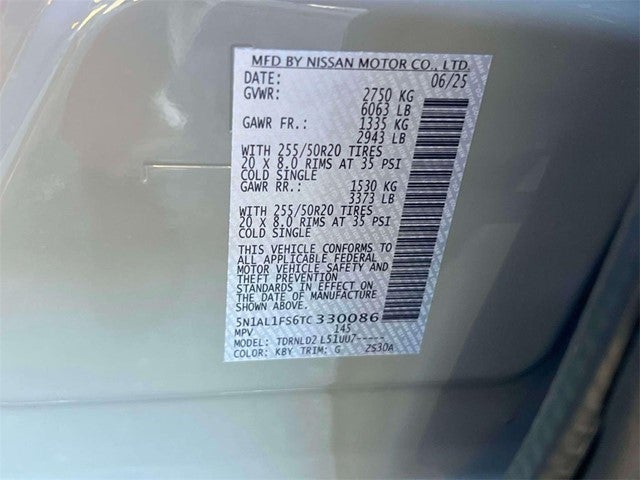 MFD BY NISSAN MOTOR CO., LTD.
DATE: 06/25
GVWR: 2750 KG
6063 LB
GAWR FR.: 1335 KG
2943 LB
WITH 255/50R20 TIRES
20 X 8.0 RIMS AT 35 PSI
COLD SINGLE
GAWR RR.: 1530 KG
3373 LB
WITH 255/50R20 TIRES
20 X 8.0 RIMS AT 35 PSI
COLD SINGLE
THIS VEHICLE CONFORMS TO
ALL APPLICABLE FEDERAL
MOTOR VEHICLE SAFETY AND
THEFT PREVENTION
STANDARDS IN EFFECT ON
THE DATE OF MANUFACTURE
SHOWN ABOVE.
5N1AL1FS6TC330086
MPV 145
MODEL: TDRNLD2 L51UU7-----
COLOR: KBY TRIM: G 2S30A